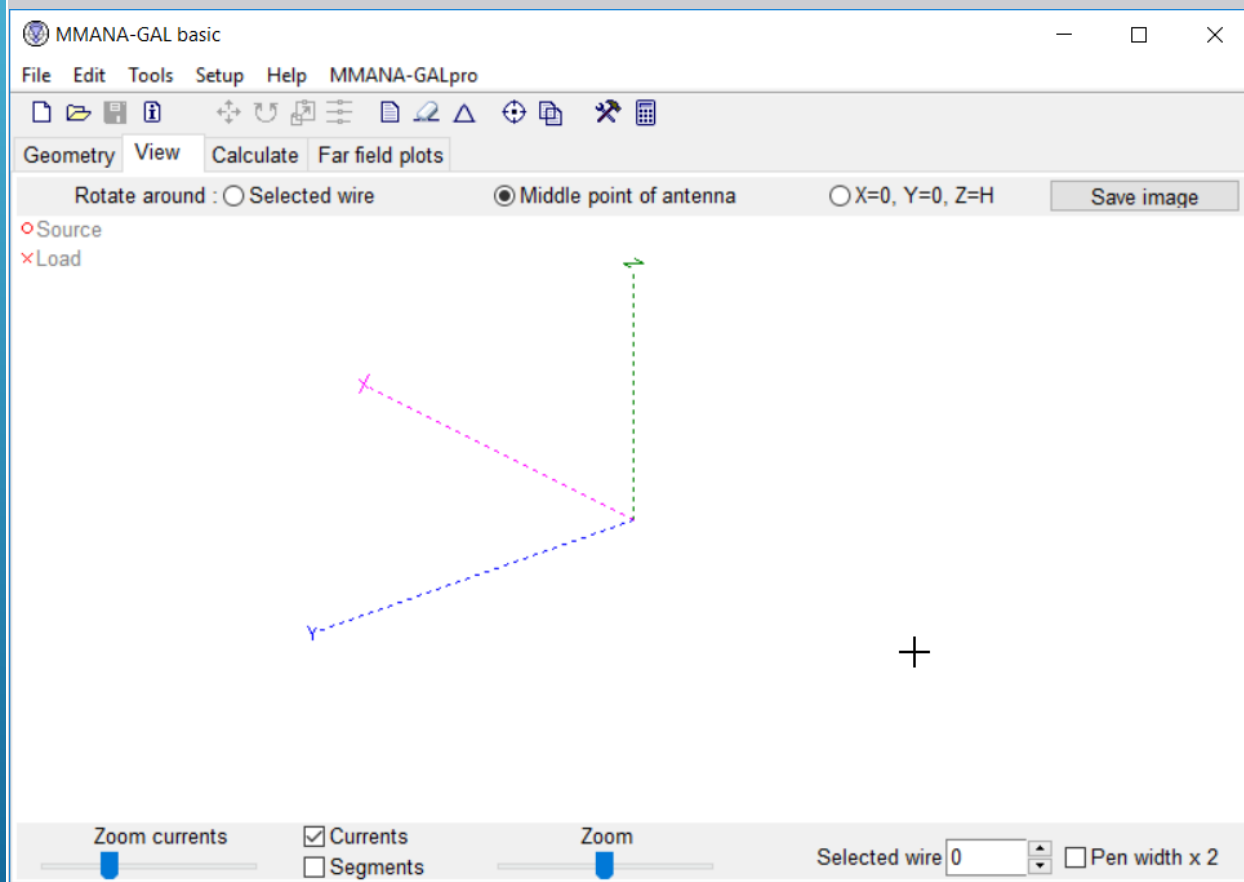 MMANA-GAL basic
File Edit Tools Setup Help MMANA-GALpro
Geometry View Calculate Far field plots
Rotate around : Selected wire Middle point of antenna X=0, Y=0, Z=H Save image
Source
Load
X
Y
Zoom currents Currents Zoom
Segments Selected wire 0 Pen width x 2